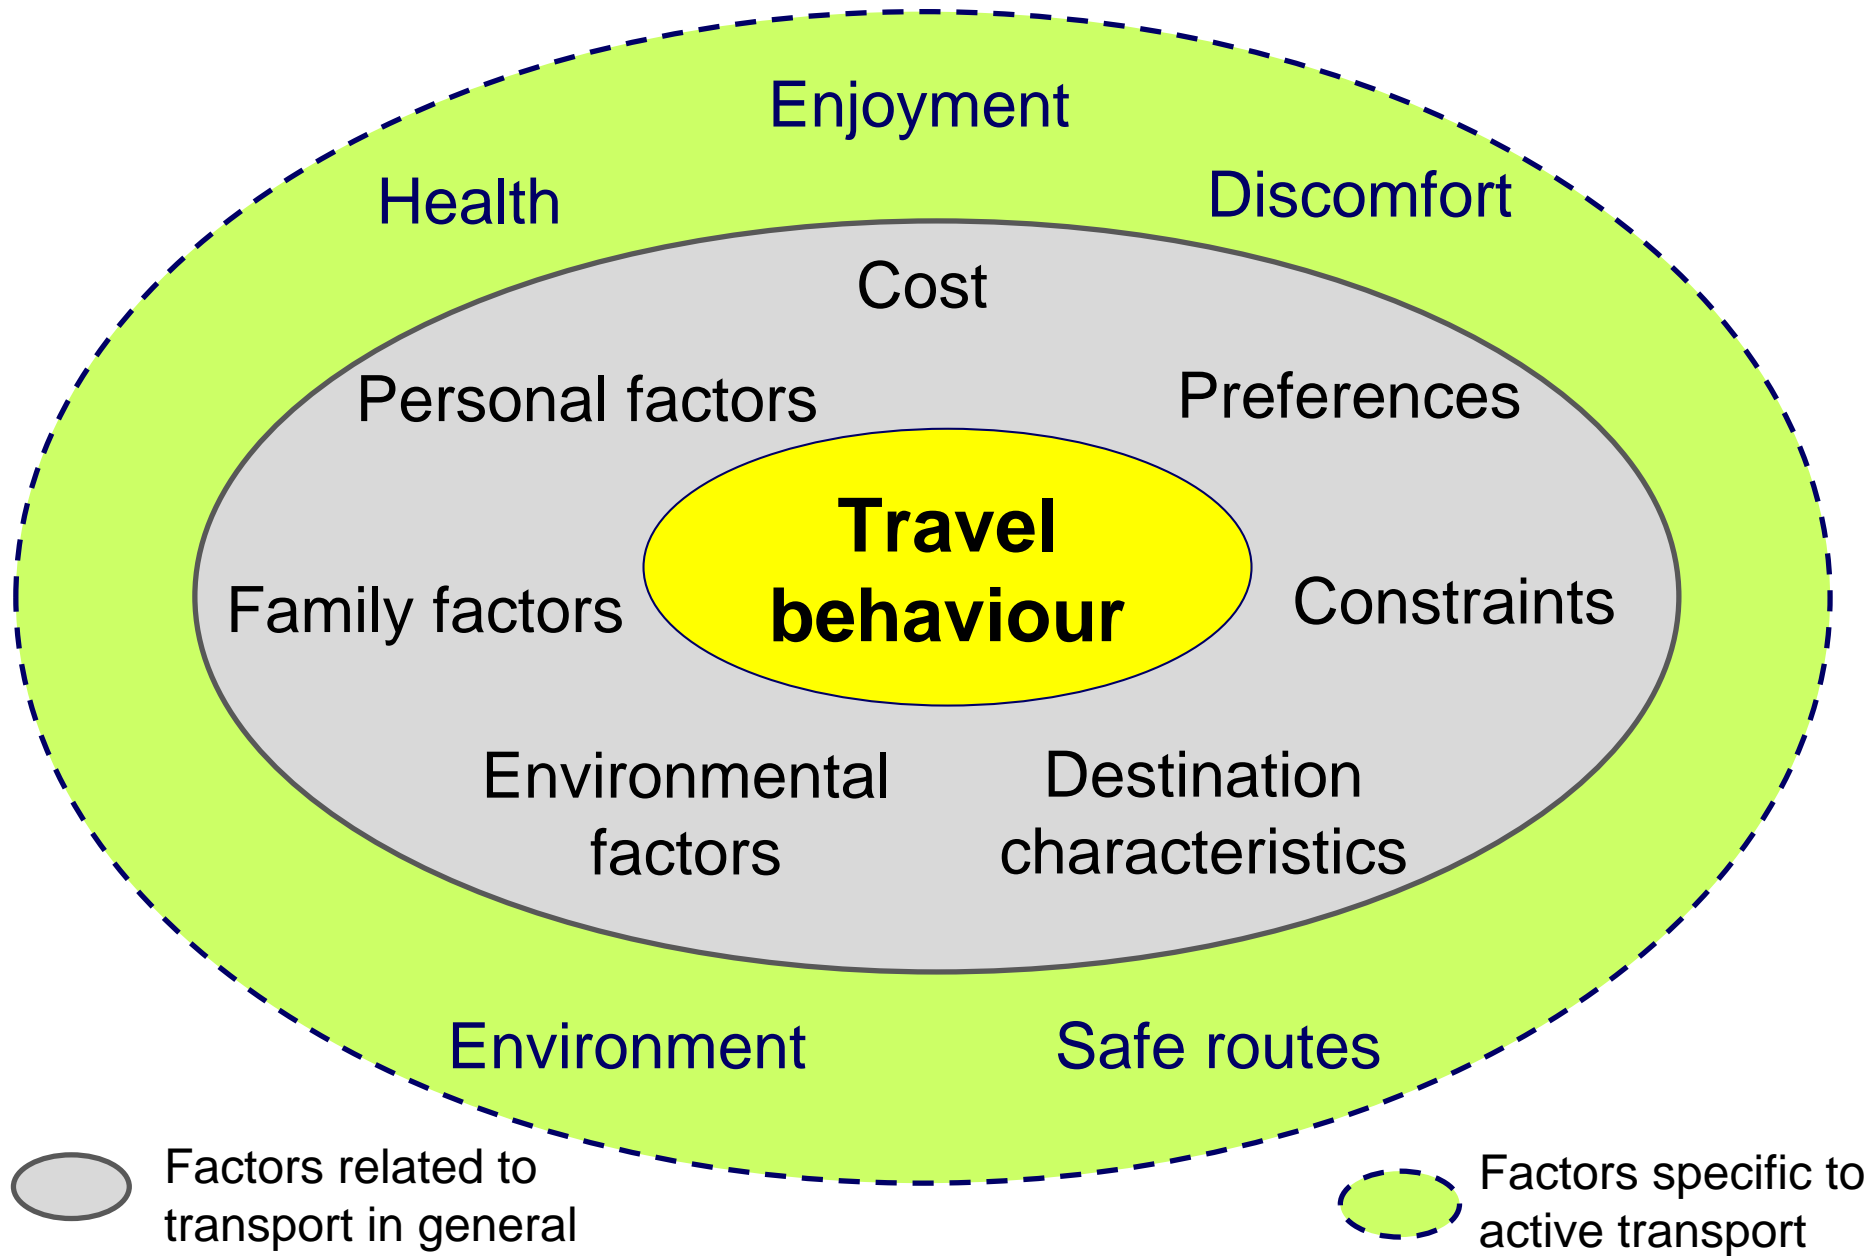 Enjoyment
Health
Discomfort
Cost
Personal factors
Preferences
Travel
behaviour
Family factors
Constraints
Environmental
factors
Destination
characteristics
Environment
Safe routes
Factors related to
transport in general
Factors specific to
active transport